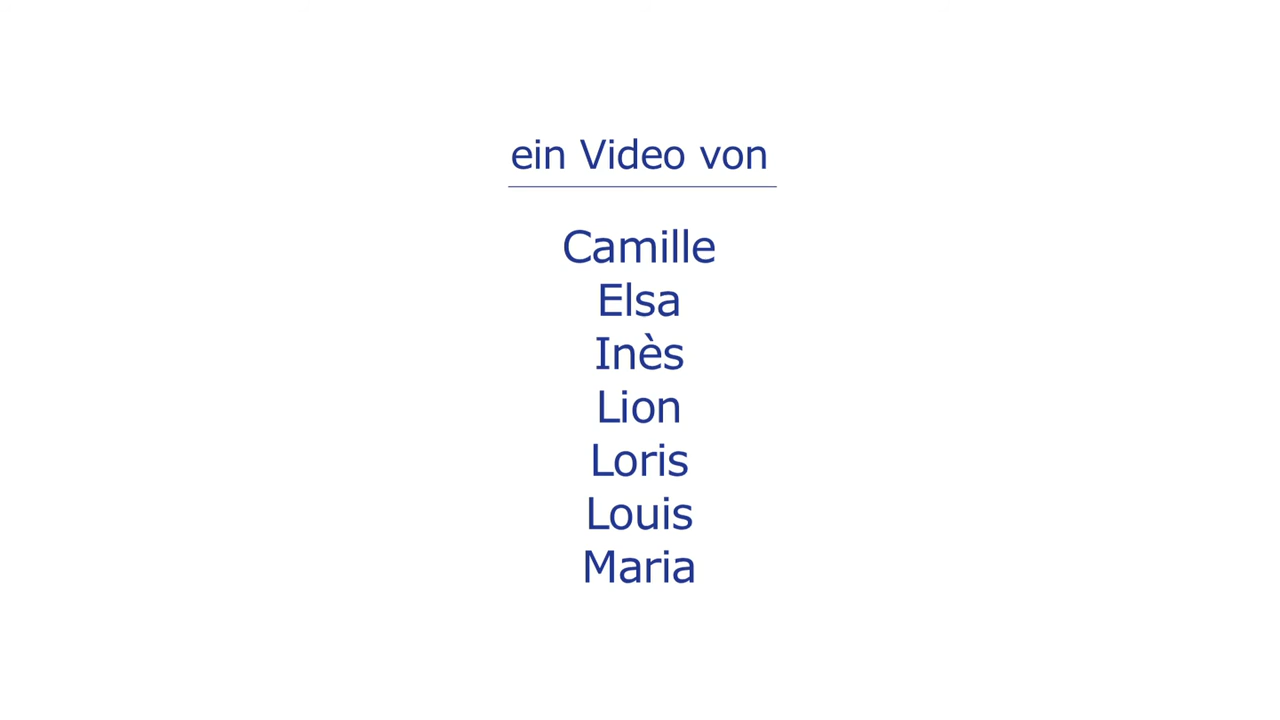 ein Video von
Camille
Elsa
Inès
Lion
Loris
Louis
Maria